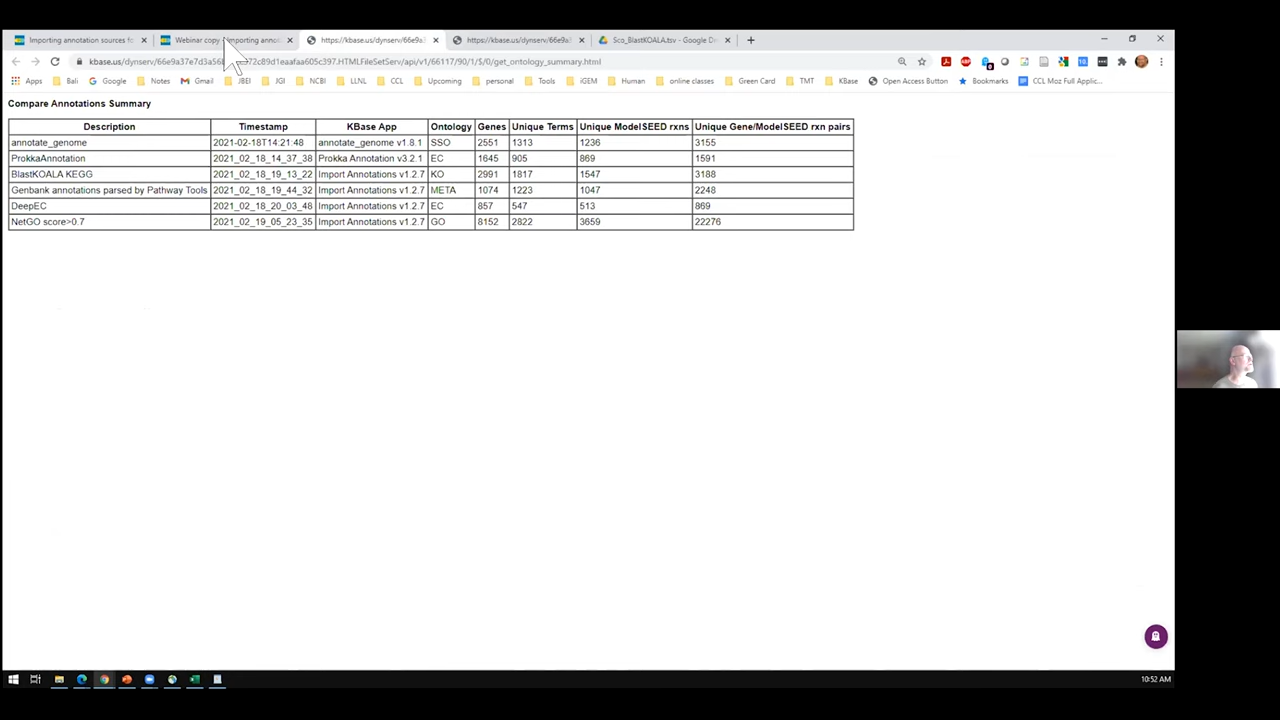 Importing annotation sources fo
Webinar copy - Importing annot
https://kbase.us/dynserv/66e9a3
https://kbase.us/dynserv/66e9a3
Sco_BlastKOALA.tsv - Google Dr
72c89d1eaafaa605c397.HTMLFileSetServ/api/v1/66117/90/1/$/0/get_ontology_summary.html
Apps Bali Google Notes Gmail JBEI JGI NCBI LLNL CCL Upcoming personal Tools iGEM Human online classes Green Card TMT KBase Open Access Button Bookmarks CCL Moz Full Applic...
Compare Annotations Summary
Description Timestamp KBase App Ontology Genes Unique Terms Unique ModelSEED rxns Unique Gene/ModelSEED rxn pairs
annotate_genome 2021-02-18T14:21:48 annotate_genome v1.8.1 SSO 2551 1313 1236 3155
ProkkaAnnotation 2021_02_18_14_37_38 Prokka Annotation v3.2.1 EC 1645 905 869 1591
BlastKOALA KEGG 2021_02_18_19_13_22 Import Annotations v1.2.7 KO 2991 1817 1547 3188
Genbank annotations parsed by Pathway Tools 2021_02_18_19_44_32 Import Annotations v1.2.7 META 1074 1223 1047 2248
DeepEC 2021_02_18_20_03_48 Import Annotations v1.2.7 EC 857 547 513 869
NetGO score>0.7 2021_02_19_05_23_35 Import Annotations v1.2.7 GO 8152 2822 3659 22276
10:52 AM